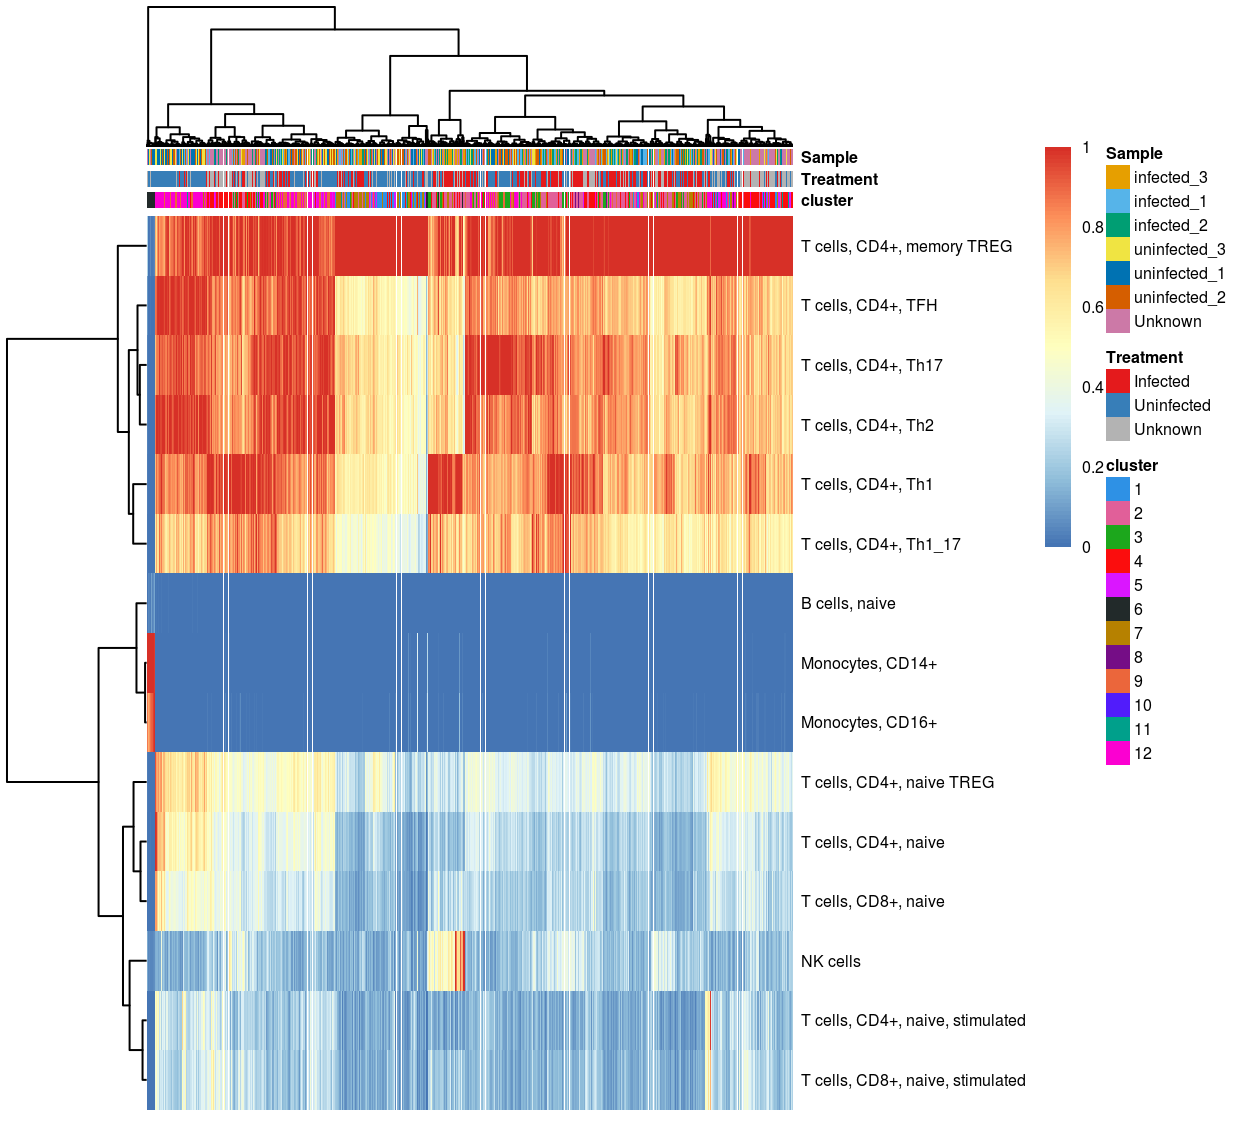 Sample
Treatment
cluster
T cells, CD4+, memory TREG
T cells, CD4+, TFH
T cells, CD4+, Th17
T cells, CD4+, Th2
T cells, CD4+, Th1
T cells, CD4+, Th1_17
B cells, naive
Monocytes, CD14+
Monocytes, CD16+
T cells, CD4+, naive TREG
T cells, CD4+, naive
T cells, CD8+, naive
NK cells
T cells, CD4+, naive, stimulated
T cells, CD8+, naive, stimulated
1
0.8
0.6
0.4
0.2
0
Sample
infected_3
infected_1
infected_2
uninfected_3
uninfected_1
uninfected_2
Unknown
Treatment
Infected
Uninfected
Unknown
cluster
1
2
3
4
5
6
7
8
9
10
11
12